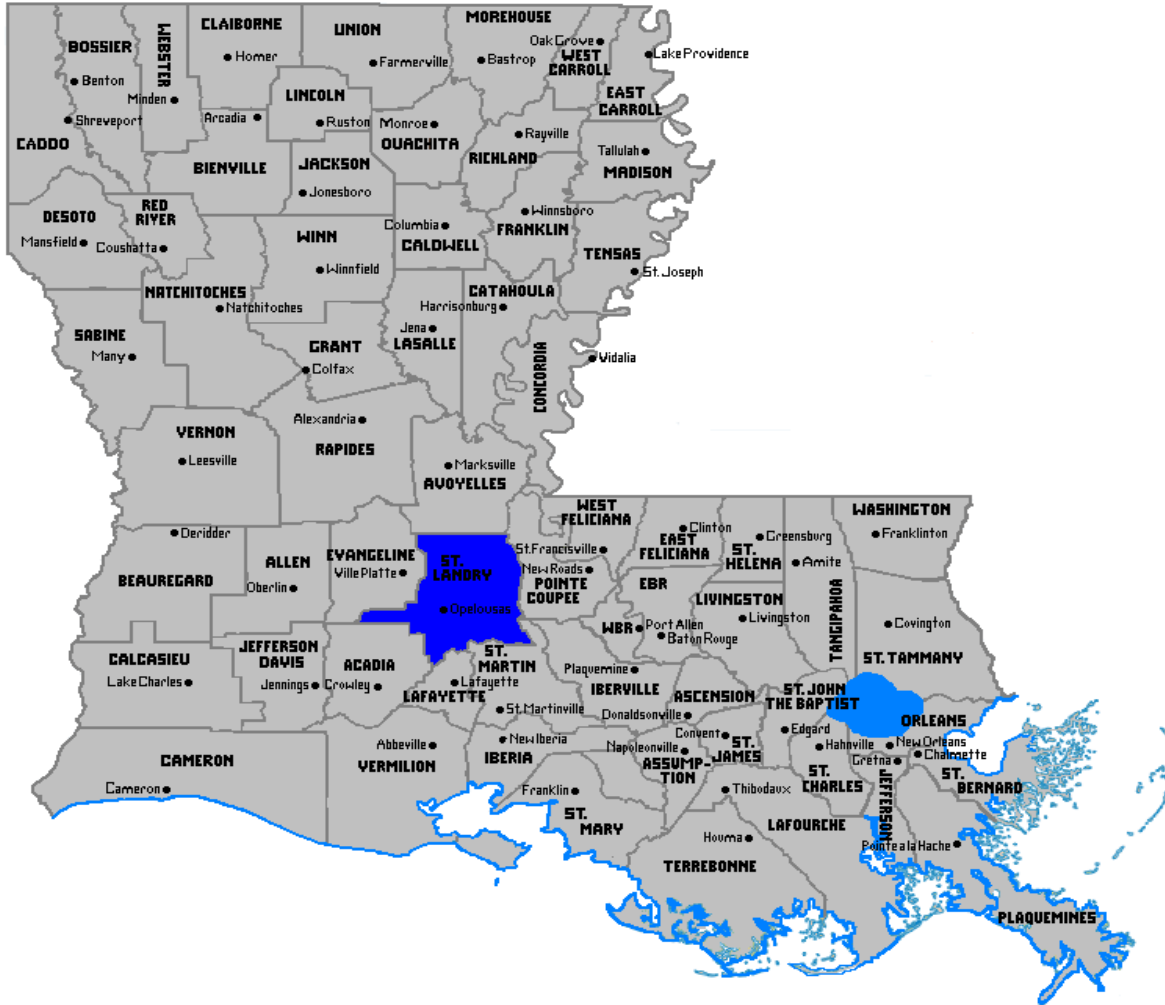 MOREHOUSE
CLAIBORNE
UNION
BOSSIER
WEBSTER
Oak Grove
WEST
CARROLL
Lake Providence
Homer
Farmerville
Bastrop
Benton
EAST
CARROLL
LINCOLN
Minden
Shreveport
Arcadia
Ruston
Monroe
OUACHITA
Rayville
CADDO
RICHLAND
Tallulah
BIENVILLE
JACKSON
MADISON
Jonesboro
RED
RIVER
DESOTO
Winnsboro
FRANKLIN
Columbia
CALDWELL
Mansfield
Coushatta
WINN
TENSAS
Winnfield
St. Joseph
NATCHITOCHES
CATAHOULA
Natchitoches
Harrisonburg
SABINE
Jena
LASALLE
GRANT
Many
Colfax
CONCORDIA
Vidalia
Alexandria
VERNON
RAPIDES
Leesville
Marksville
AVOYELLES
WEST
FELICIANA
WASHINGTON
Deridder
Clinton
Franklinton
EAST
FELICIANA
Greensburg
ST.
HELENA
EVANGELINE
St. Francisville
ALLEN
ST.
LANDRY
Ville Platte
New Roads
Amite
BEAUREGARD
Oberlin
POINTE
COUPEE
EBR
LIVINGSTON
TANGIPAHOA
Opelousas
Livingston
WBR
Port Allen
Baton Rouge
Covington
JEFFERSON
DAVIS
CALCASIEU
ST.
MARTIN
ST. TAMMANY
ACADIA
Plaquemine
Lake Charles
Jennings
Crowley
Lafayette
LAFAYETTE
IBERVILLE
ASCENSION
ST. JOHN
THE BAPTIST
St. Martinville
Donaldsonville
ORLEANS
Edgard
Convent
New Iberia
Abbeville
Napoleonville
ST.
JAMES
Hahnville
New Orleans
Chalmette
CAMERON
VERMILION
IBERIA
ASSUMP-
TION
Gretna
ST.
CHARLES
ST.
BERNARD
Cameron
Franklin
Thibodaux
JEFFERSON
ST.
MARY
LAFOURCHE
Houma
Pointe a la Hache
TERREBONNE
PLAQUEMINES